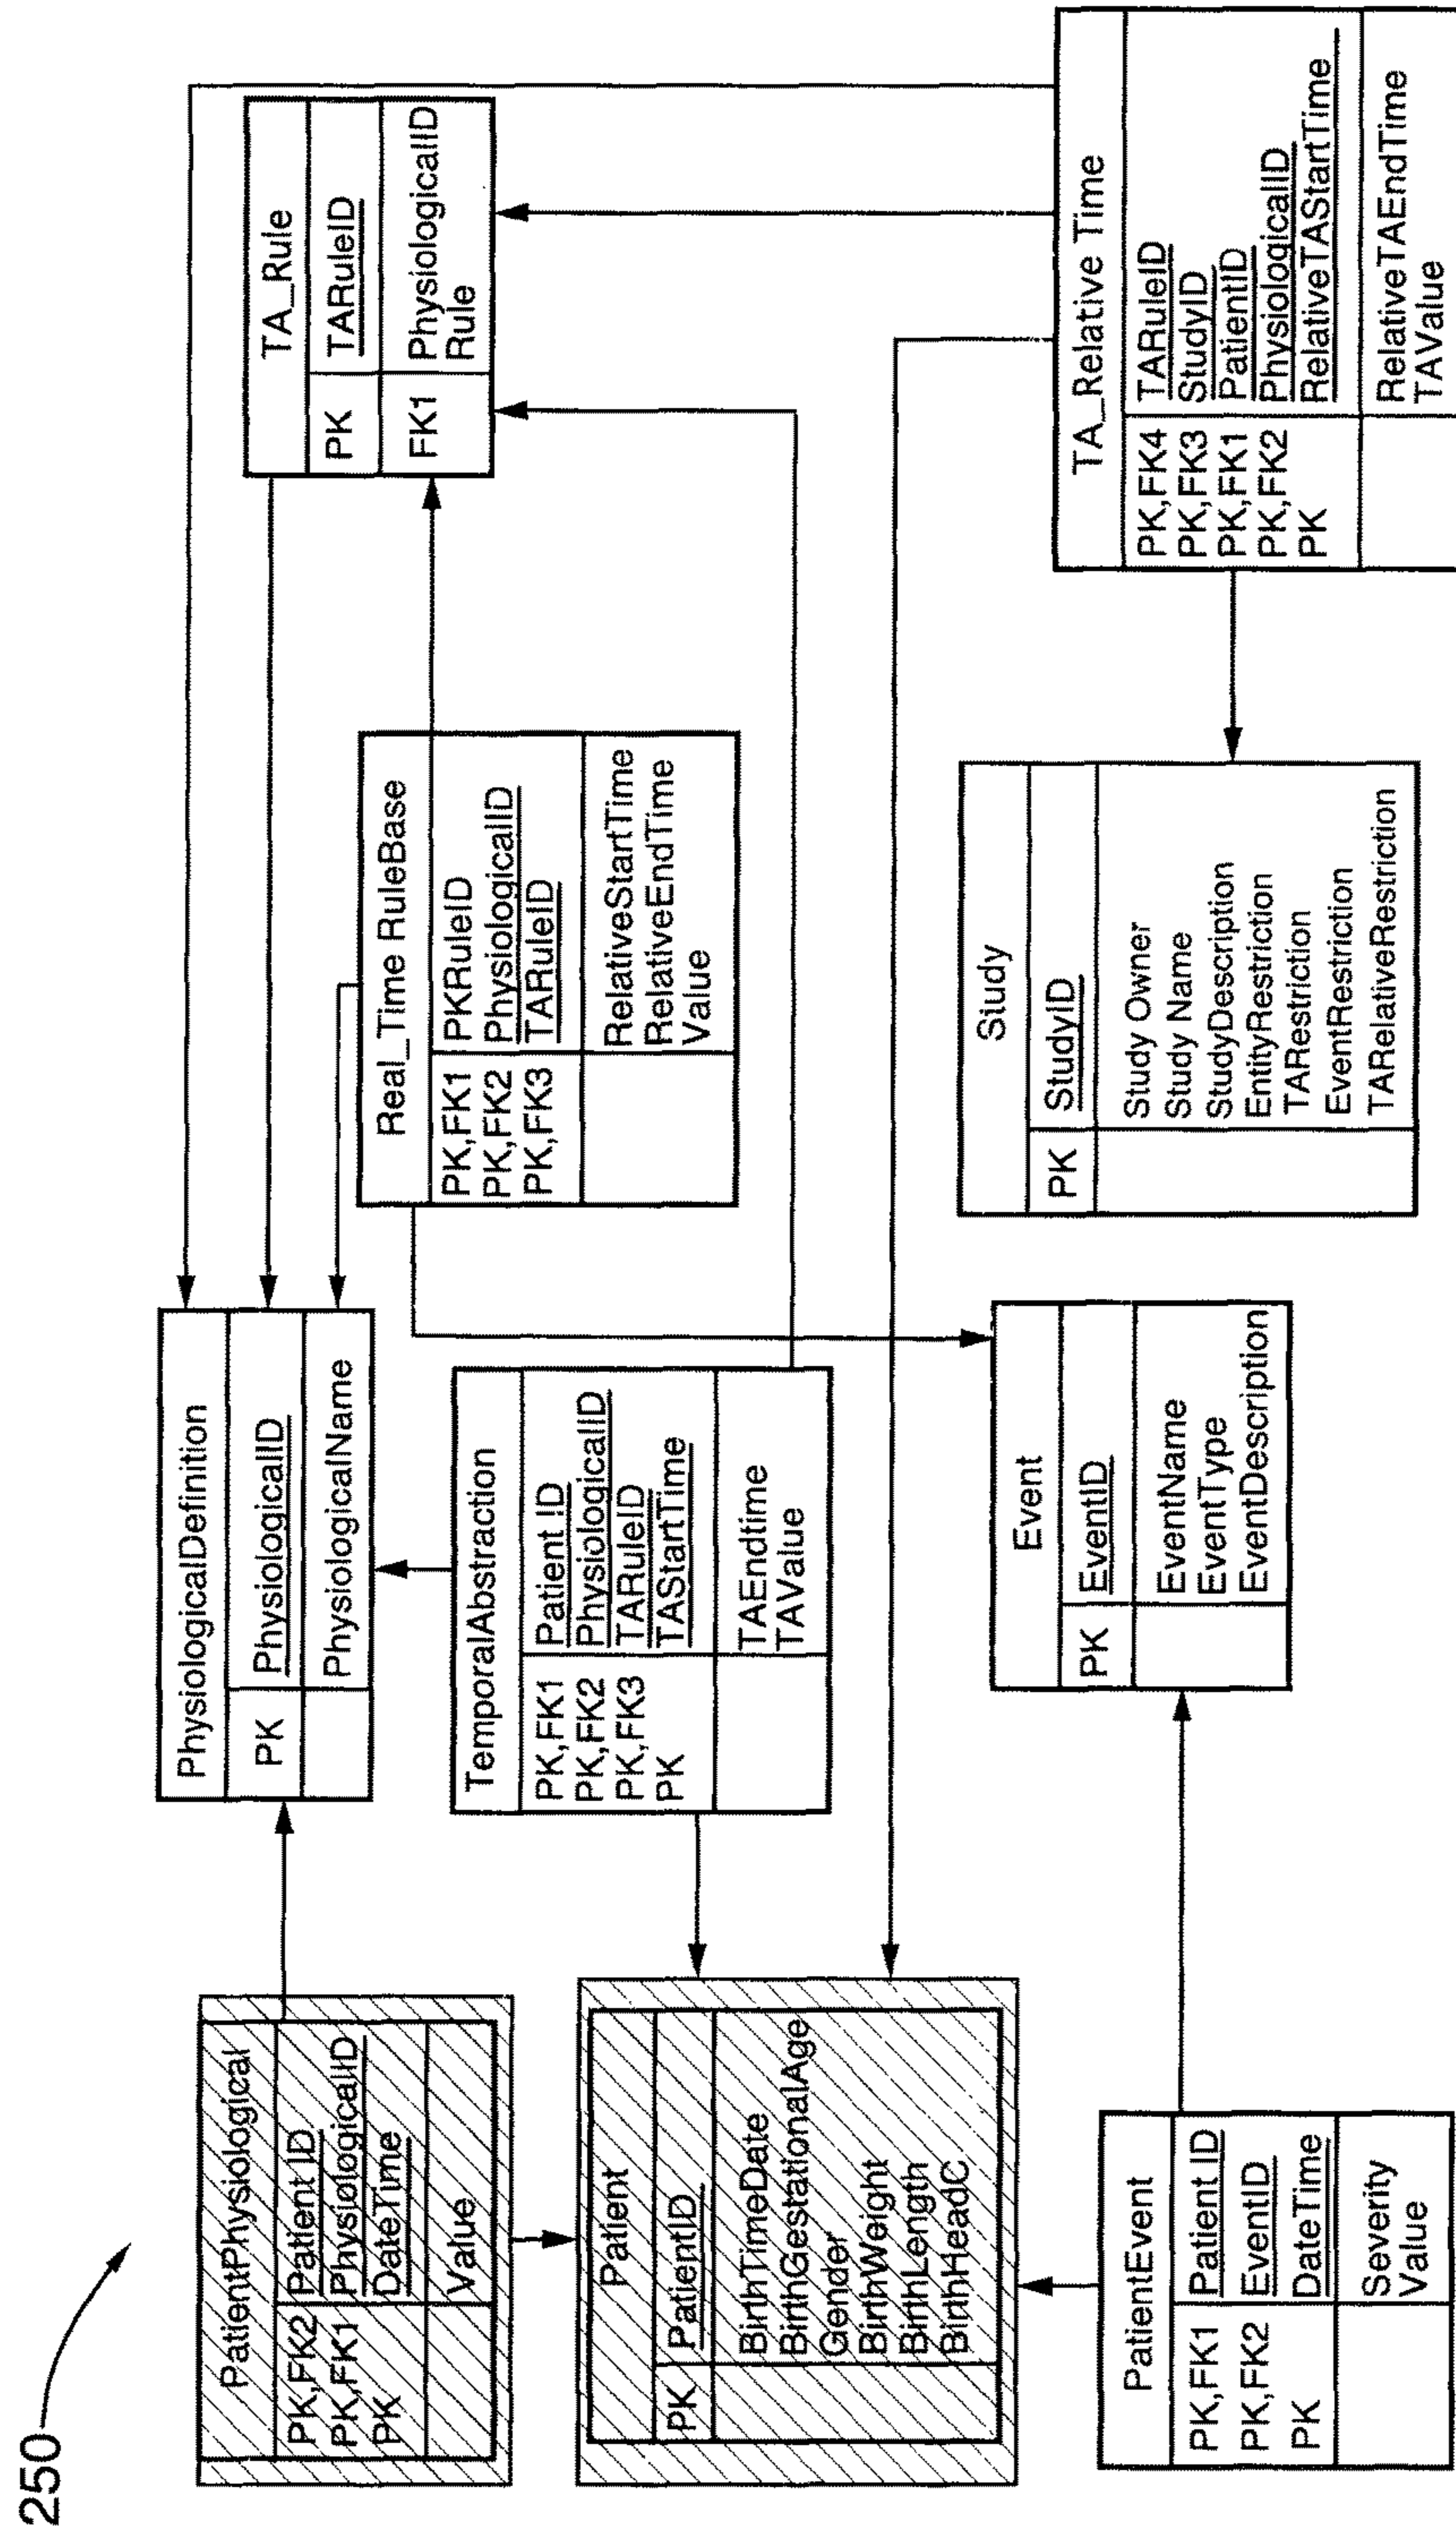 250
PatientPhysiological
PK,FK2 Patient ID
PK,FK1 PhysiologicalID
PK DateTime
Value
PhysiologicalDefinition
PK PhysiologicalID
PhysiologicalName
TA_Rule
PK TARuleID
FK1 PhysiologicalID
Rule
Real_Time RuleBase
PK,FK1 PKRuleID
PK,FK2 PhysiologicalID
PK,FK3 TARuleID
RelativeStartTime
RelativeEndTime
Value
TemporalAbstraction
PK,FK1 Patient ID
PK,FK2 PhysiologicalID
PK,FK3 TARuleID
PK TAStartTime
TAEndtime
TAValue
Patient
PK PatientID
BirthTimeDate
BirthGestationalAge
Gender
BirthWeight
BirthLength
BirthHeadC
Event
PK EventID
EventName
EventType
EventDescription
Study
PK StudyID
Study Owner
Study Name
StudyDescription
EntityRestriction
TARestriction
EventRestriction
TARelativeRestriction
PatientEvent
PK,FK1 Patient ID
PK,FK2 EventID
PK DateTime
Severity
Value
TA_Relative Time
PK,FK4 TARuleID
PK,FK3 StudyID
PK,FK1 PatientID
PK,FK2 PhysiologicalID
PK RelativeTAStartTime
RelativeTAEndTime
TAValue